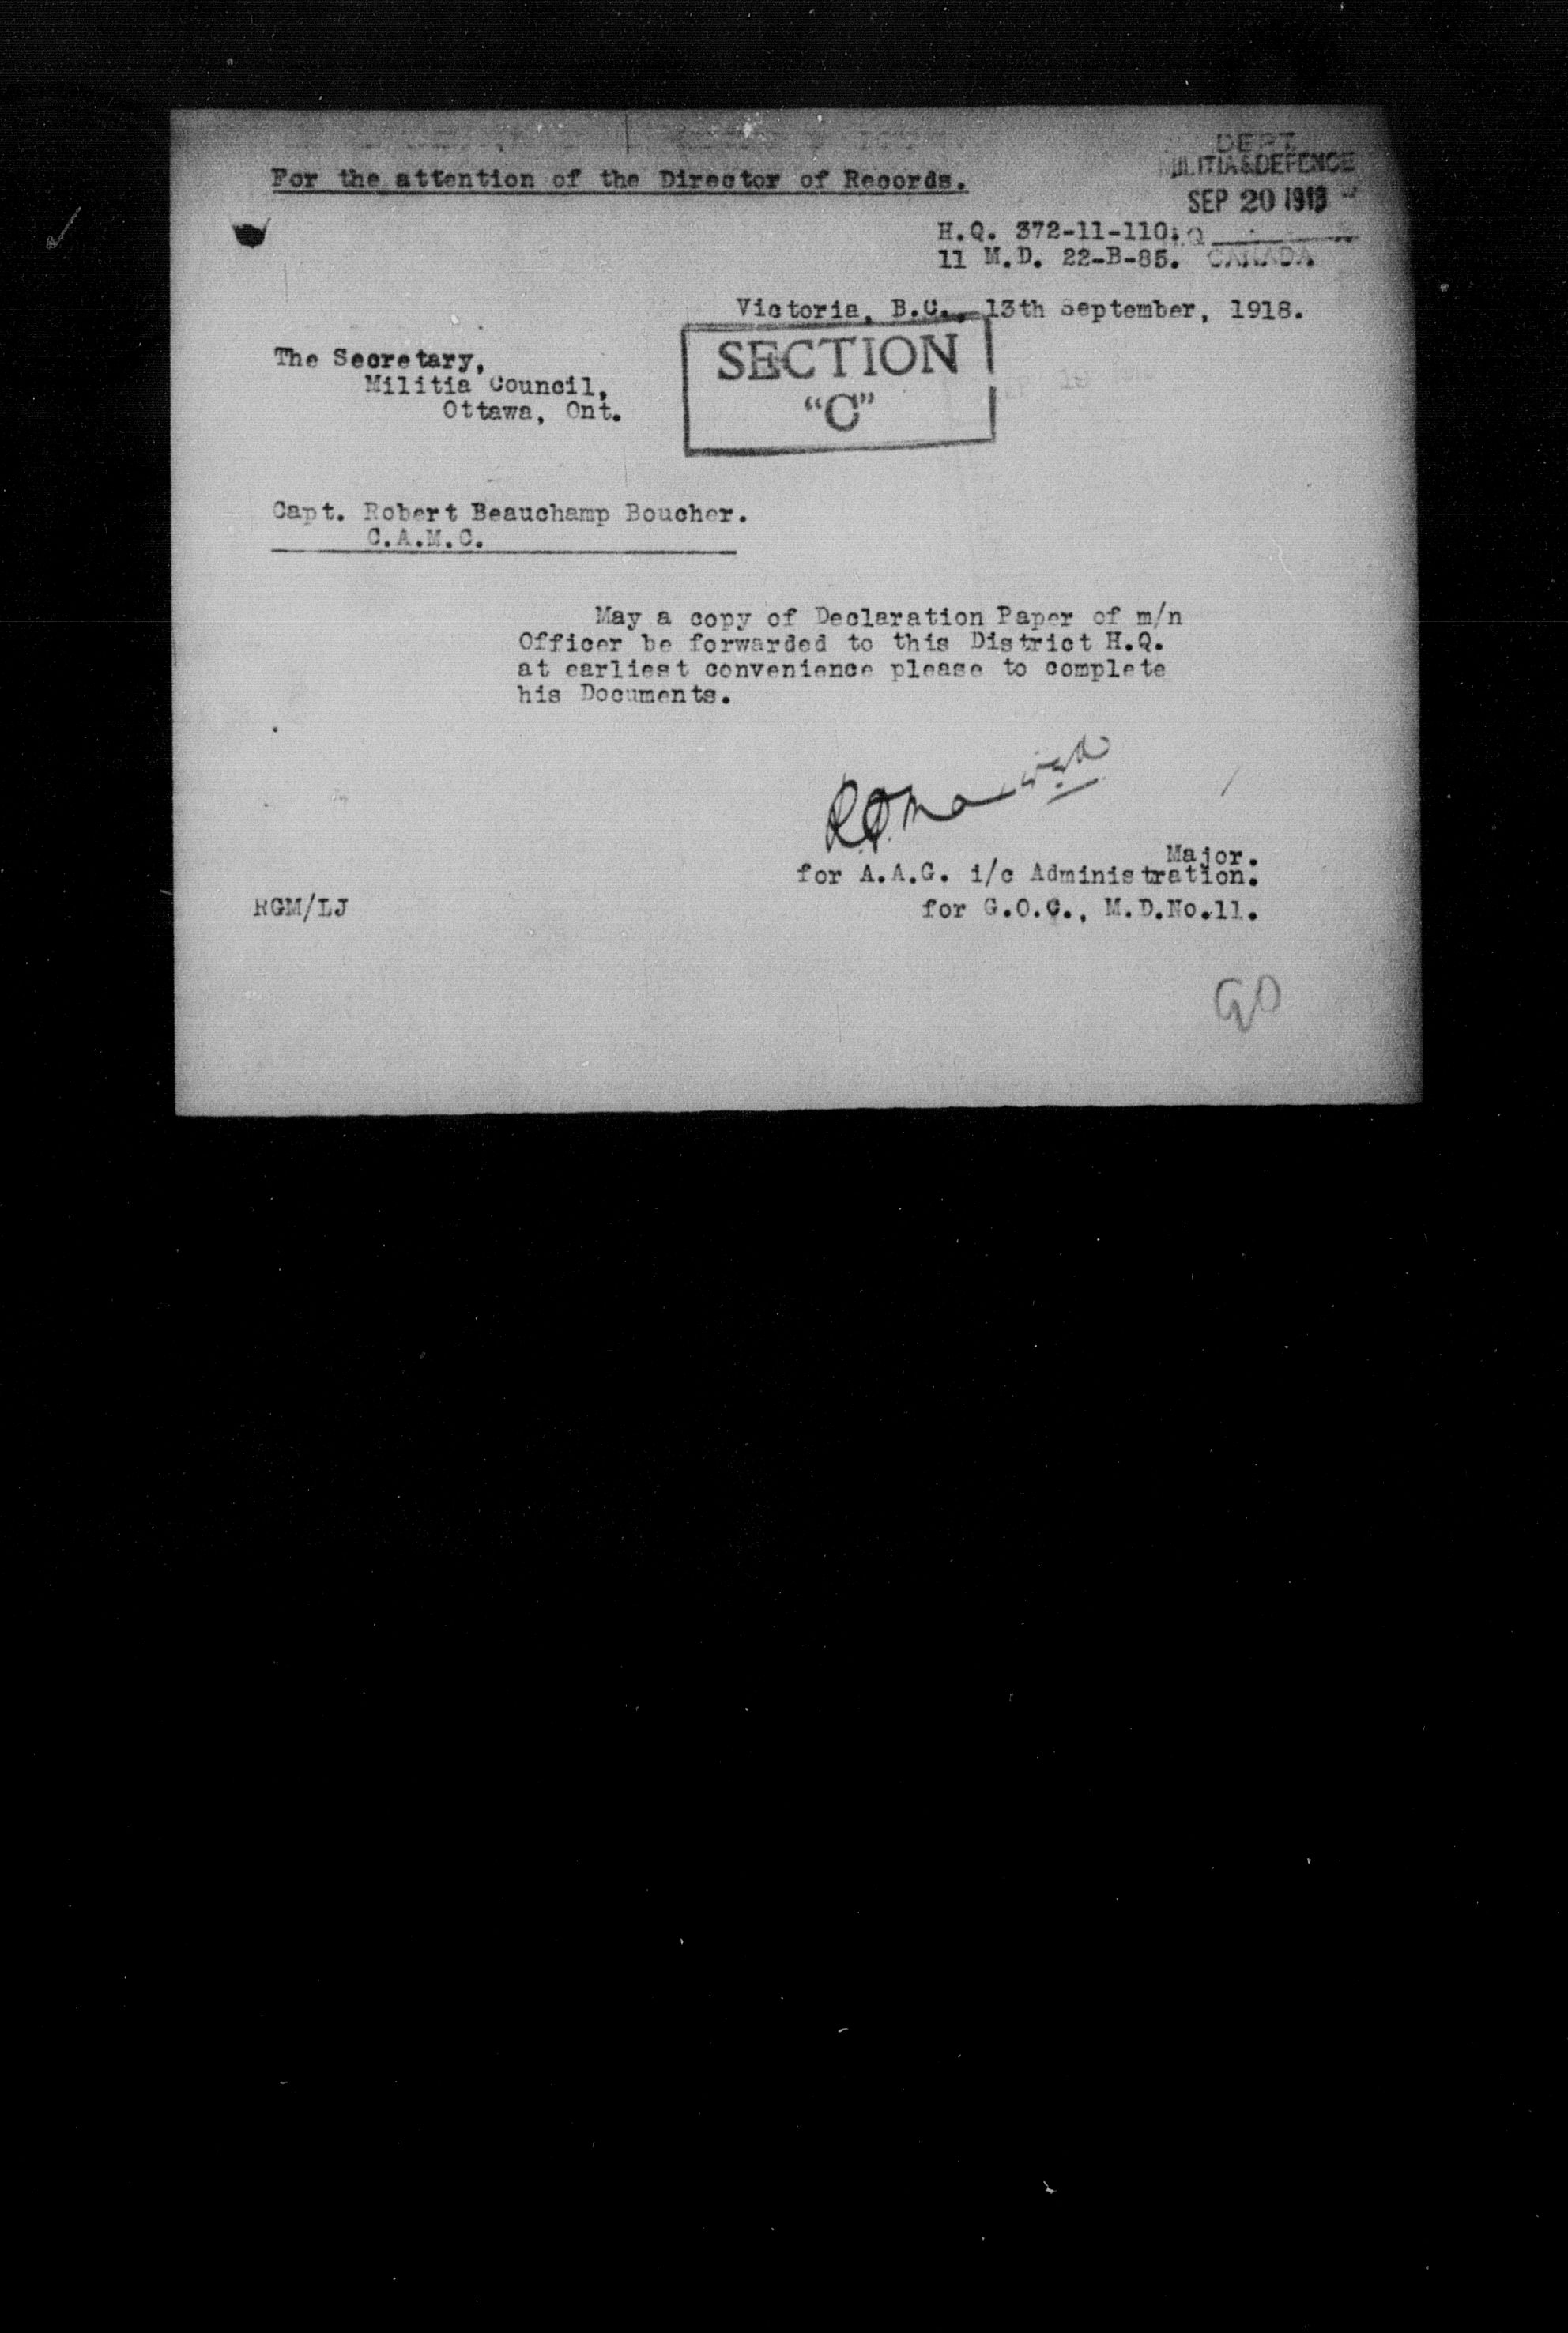 DEPT.
MILITIA & DEFENCE
SEP 20 1918
For the attention of the Director of Records.
H.Q. 372-11-110.
11 M.D. 22-B-85.
CANADA
Victoria, B.C., 13th September, 1918.
SECTION
"C"
The Secretary,
Militia Council,
Ottawa, Ont.
Capt. Robert Beauchamp Boucher.
C.A.M.C.
May a copy of Declaration Paper of m/n
Officer be forwarded to this District H.Q.
at earliest convenience please to complete
his Documents.
Major.
for A.A.G. i/c Administration.
RGM/LJ
for G.O.C., M.D.No.11.